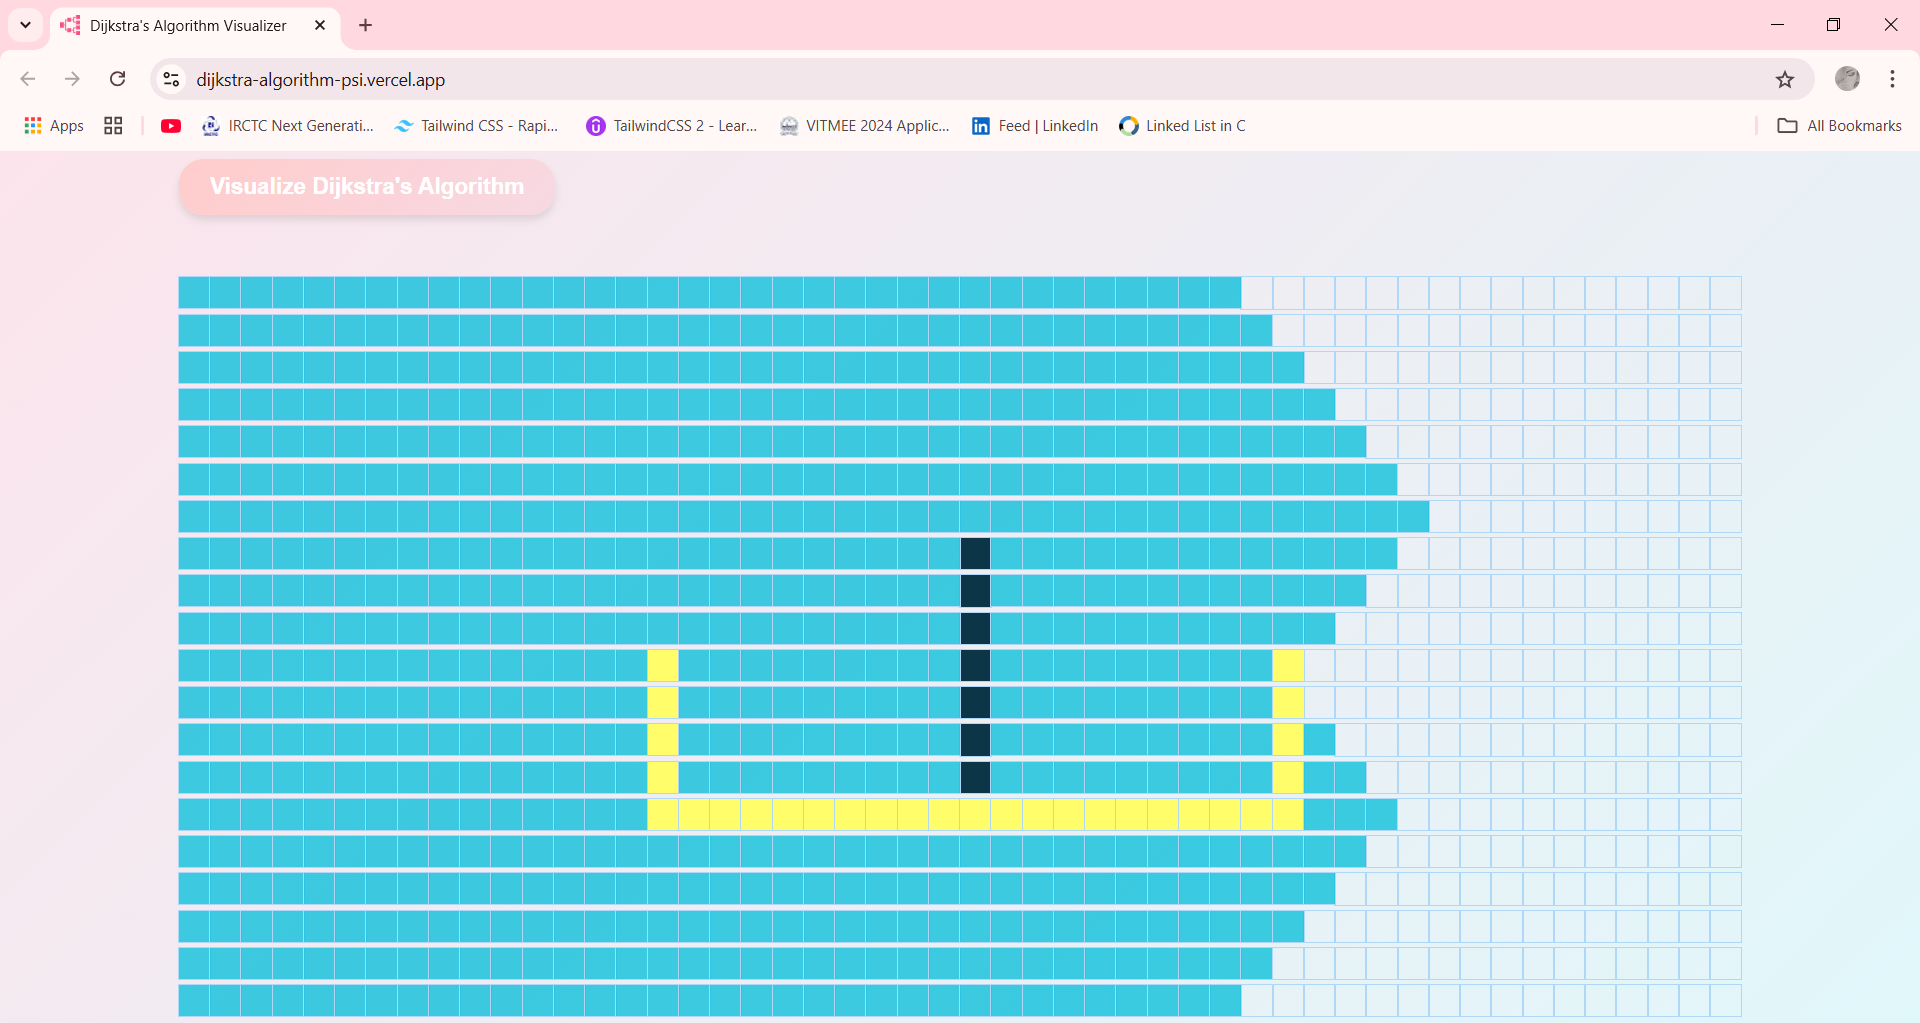 Dijkstra's Algorithm Visualizer
dijkstra-algorithm-psi.vercel.app
Apps
IRCTC Next Generati...
Tailwind CSS - Rapi...
TailwindCSS 2 - Lear...
VITMEE 2024 Applic...
Feed | LinkedIn
Linked List in C
All Bookmarks
Visualize Dijkstra's Algorithm